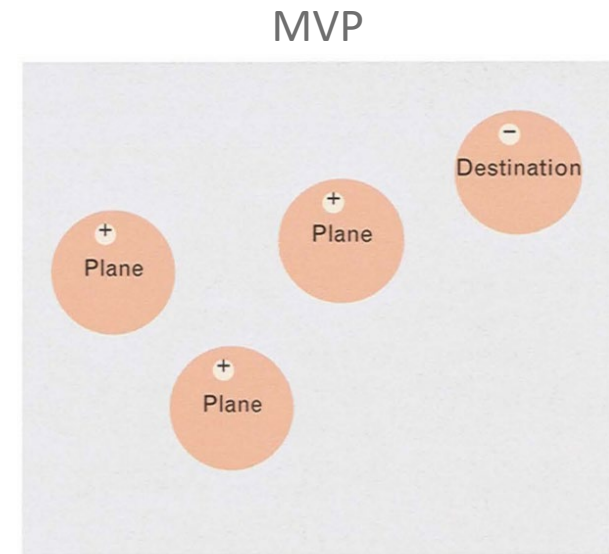 MVP
−
Destination
+
Plane
+
Plane
+
Plane